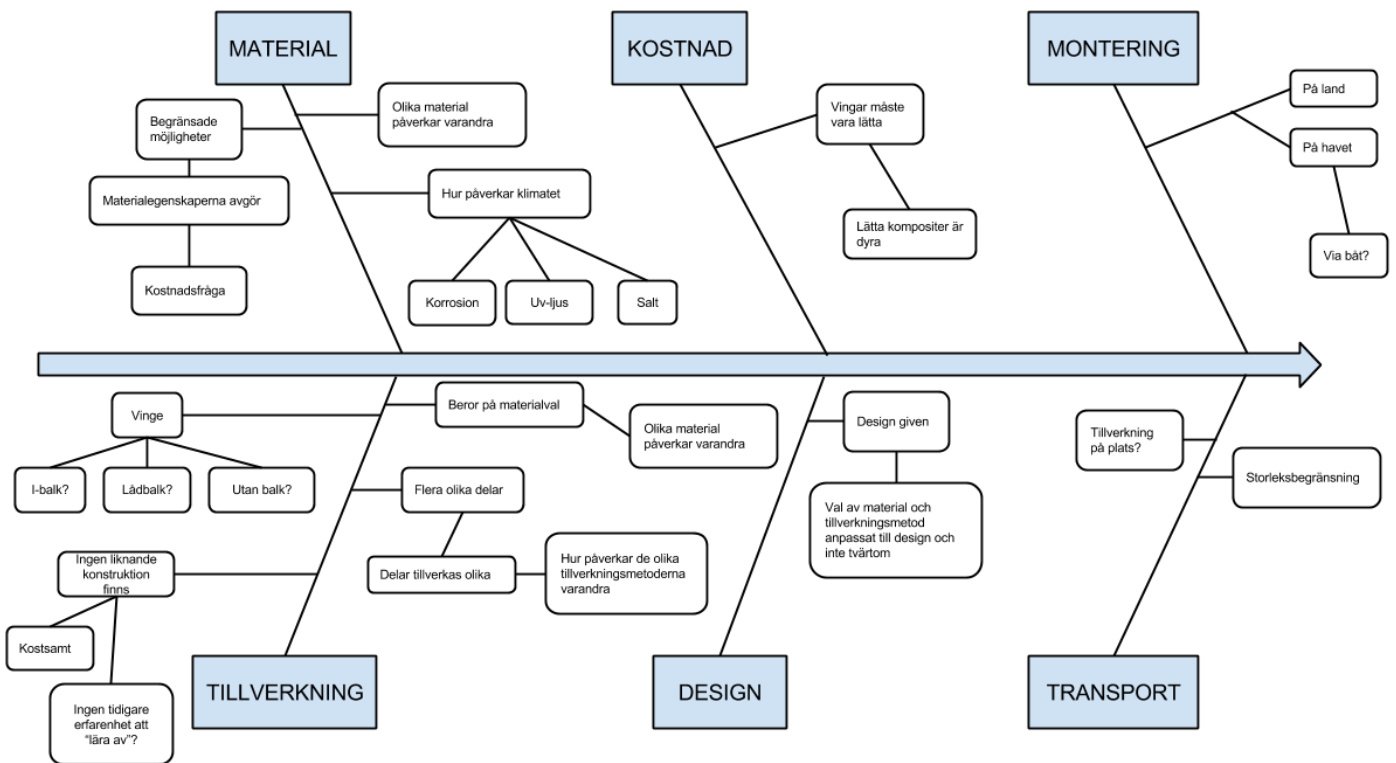 MATERIAL
KOSTNAD
MONTERING
Begränsade
möjligheter
Olika material
påverkar varandra
Materialegenskaperna avgör
Kostnadsfråga
Hur påverkar klimatet
Korrosion
Uv-ljus
Salt
Vingar måste
vara lätta
Lätta kompositer är
dyra
På land
På havet
Via båt?
Vinge
I-balk?
Lådbalk?
Utan balk?
Beror på materialval
Olika material
påverkar varandra
Flera olika delar
Delar tillverkas olika
Hur påverkar de olika
tillverkningsmetoderna
varandra
Ingen liknande
konstruktion
finns
Kostsamt
Ingen tidigare
erfarenhet att
“lära av”?
Design given
Val av material och
tillverkningsmetod
anpassat till design och
inte tvärtom
Tillverkning
på plats?
Storleksbegränsning
TILLVERKNING
DESIGN
TRANSPORT